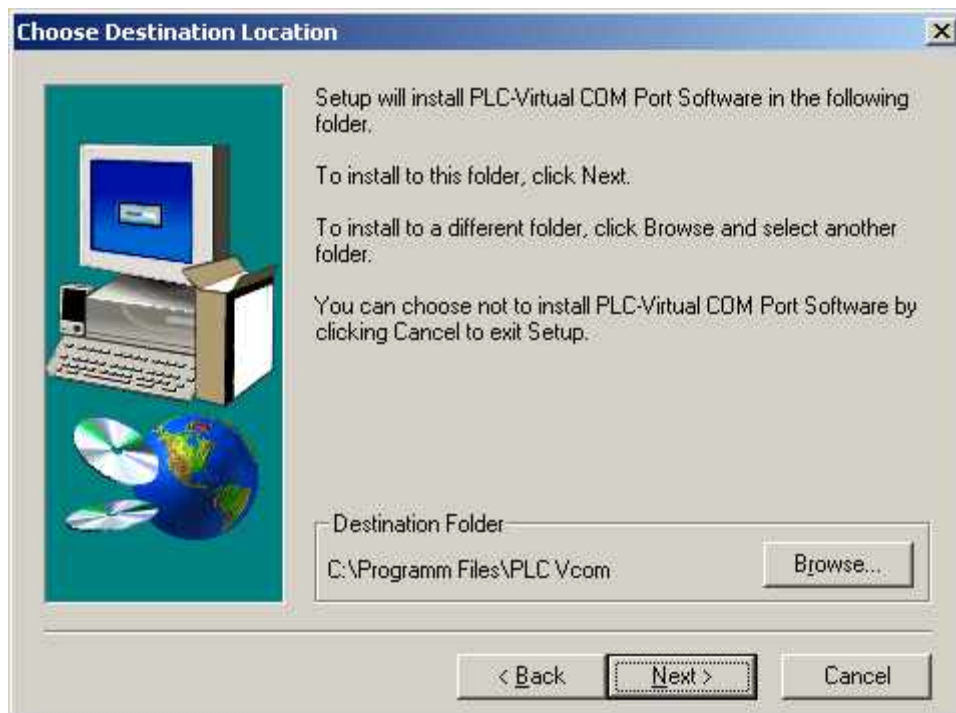 Choose Destination Location
Setup will install PLC-Virtual COM Port Software in the following
folder.
To install to this folder, click Next.
To install to a different folder, click Browse and select another
folder.
You can choose not to install PLC-Virtual COM Port Software by
clicking Cancel to exit Setup.
Destination Folder
C:\Programm Files\PLC Vcom
Browse...
< Back
Next >
Cancel